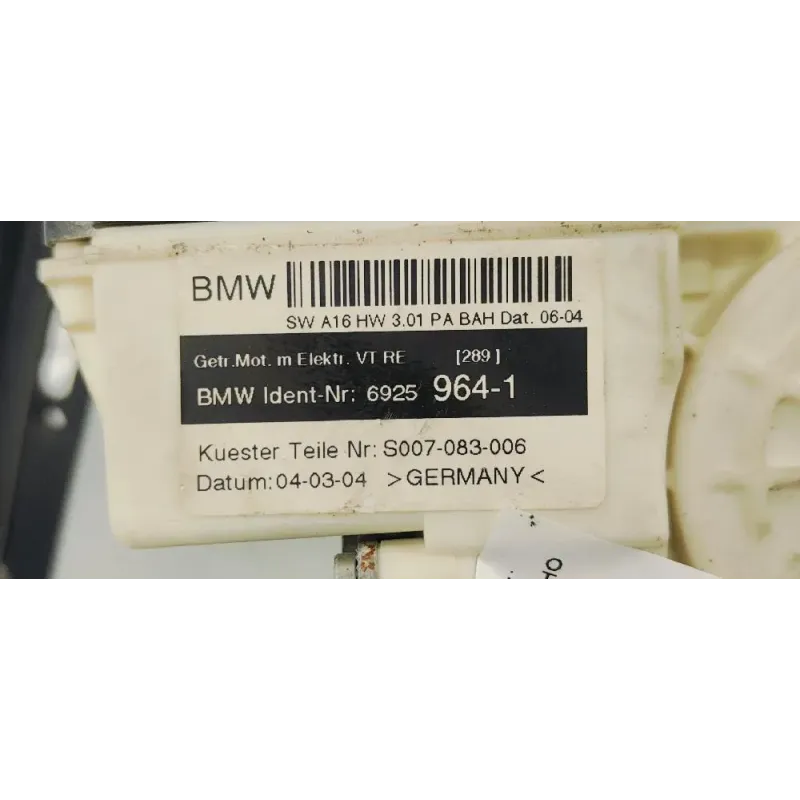 BMW
SW A16 HW 3.01 PA BAH Dat. 06-04
Getr.Mot. m Elektr. VT RE [289]
BMW Ident-Nr: 6925 964-1
Kuester Teile Nr: S007-083-006
Datum: 04-03-04 >GERMANY<